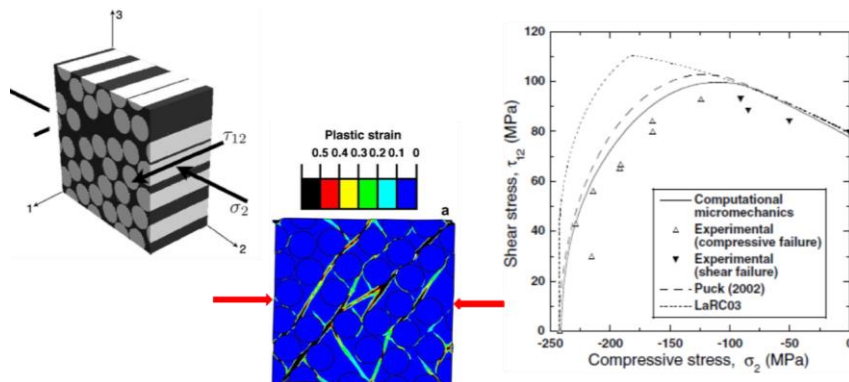 3
τ12
σ2
1
2
Plastic strain
0.5 0.4 0.3 0.2 0.1 0
a
Shear stress, τ12 (MPa)
120
100
80
60
40
20
0
Computational
micromechanics
Experimental
(compressive failure)
Experimental
(shear failure)
Puck (2002)
LaRC03
-250 -200 -150 -100 -50 0
Compressive stress, σ2 (MPa)